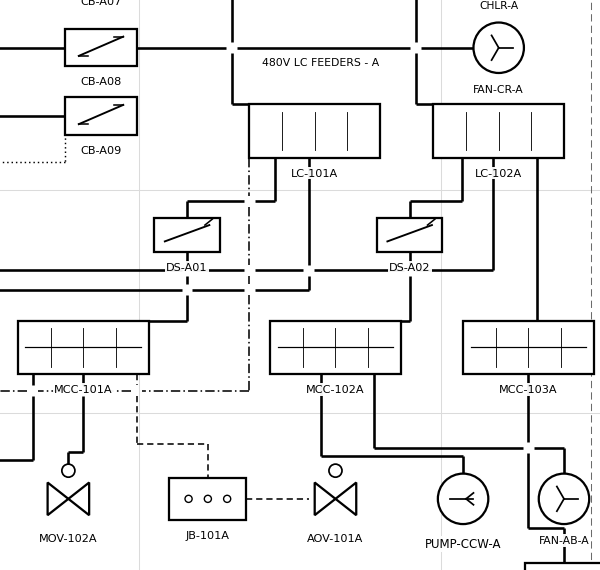 CB-A07
CHLR-A
480V LC FEEDERS - A
CB-A08
FAN-CR-A
CB-A09
LC-101A
LC-102A
DS-A01
DS-A02
MCC-101A
MCC-102A
MCC-103A
MOV-102A
JB-101A
AOV-101A
PUMP-CCW-A
FAN-AB-A